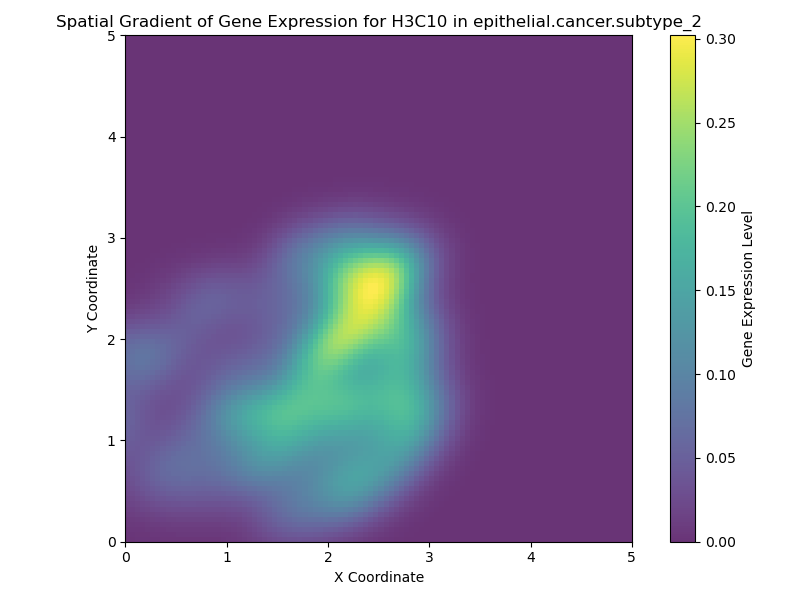 Spatial Gradient of Gene Expression for H3C10 in epithelial.cancer.subtype_2
5
4
3
2
1
0
Y Coordinate
0 1 2 3 4 5
X Coordinate
0.30
0.25
0.20
0.15
0.10
0.05
0.00
Gene Expression Level